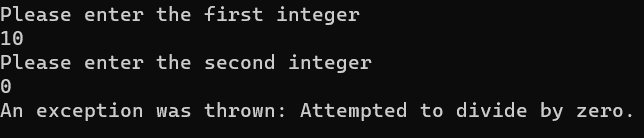 Please enter the first integer
10
Please enter the second integer
0
An exception was thrown: Attempted to divide by zero.